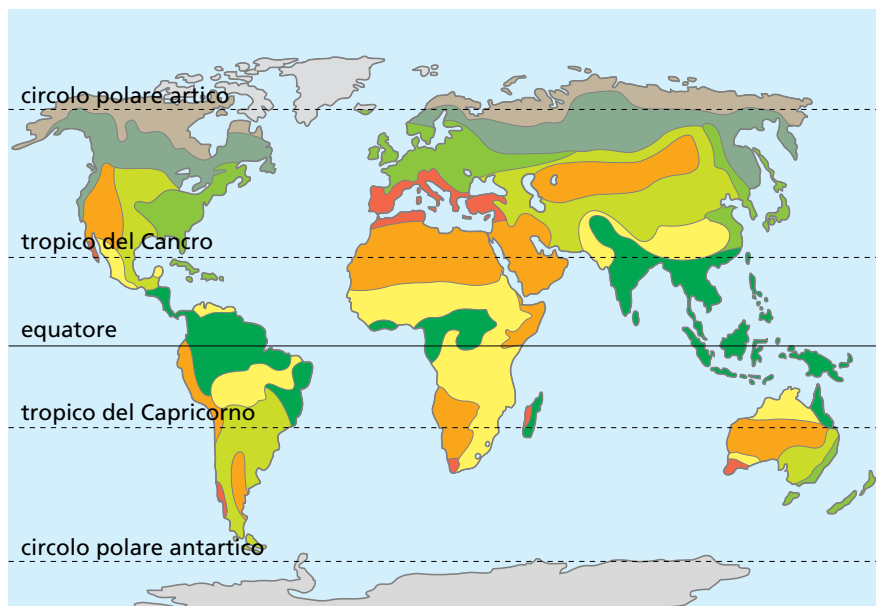 circolo polare artico
tropico del Cancro
equatore
tropico del Capricorno
circolo polare antartico